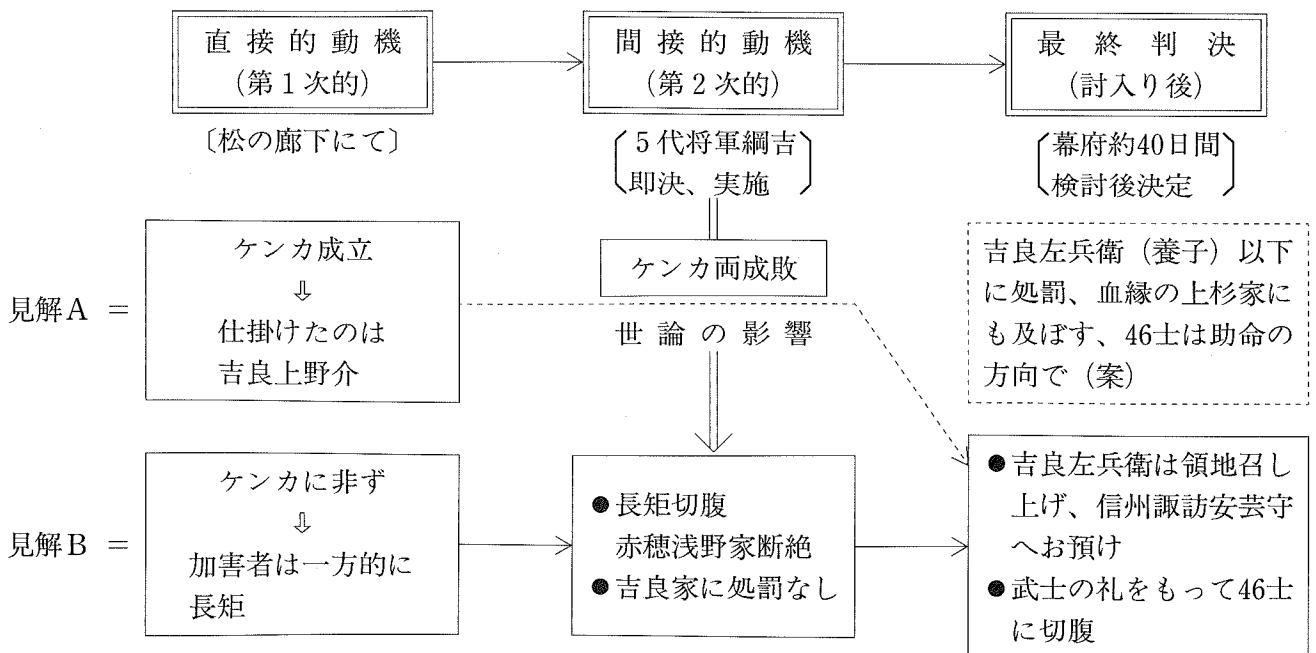 直接的動機
(第1次的)
間接的動機
(第2次的)
最終判決
(討入り後)
〔松の廊下にて〕
5代将軍綱吉
即決、実施
幕府約40日間
検討後決定
見解A =
ケンカ成立
⇩
仕掛けたのは
吉良上野介
ケンカ両成敗
世論の影響
吉良左兵衛(養子)以下
に処罰、血縁の上杉家に
も及ぼす、46士は助命の
方向で(案)
見解B =
ケンカに非ず
⇩
加害者は一方的に
長矩
●長矩切腹
赤穂浅野家断絶
●吉良家に処罰なし
●吉良左兵衛は領地召し
上げ、信州諏訪安芸守
へお預け
●武士の礼をもって46士
に切腹